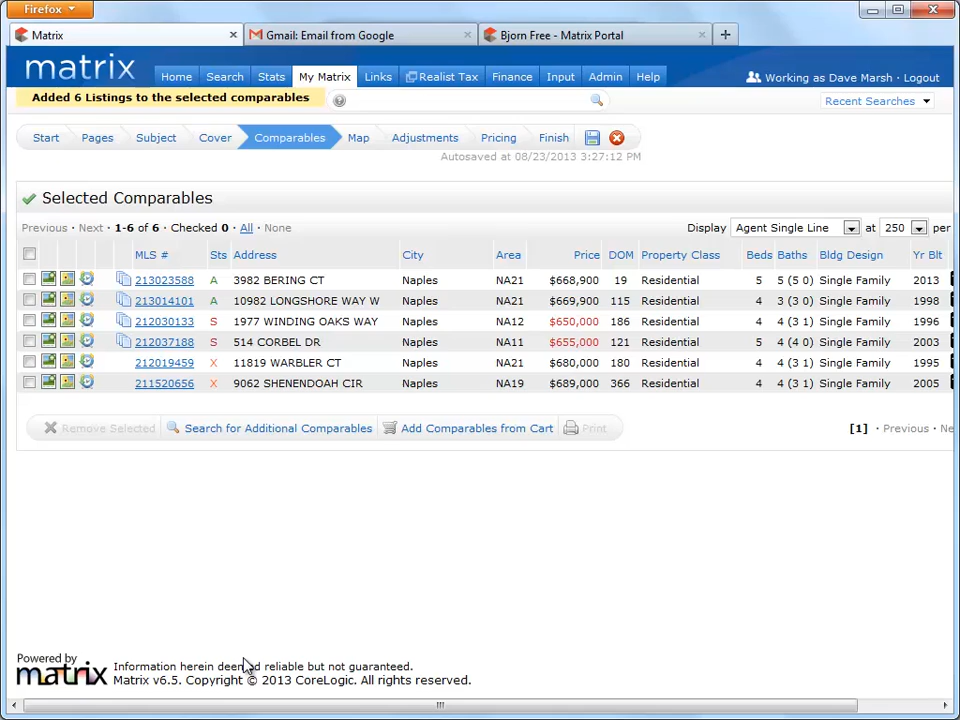 Firefox
Matrix
Gmail: Email from Google
Bjorn Free - Matrix Portal
matrix
Home Search Stats My Matrix Links Realist Tax Finance Input Admin Help
Working as Dave Marsh · Logout
Added 6 Listings to the selected comparables
Recent Searches
Start Pages Subject Cover Comparables Map Adjustments Pricing Finish
Autosaved at 08/23/2013 3:27:12 PM
Selected Comparables
Previous · Next · 1-6 of 6 · Checked 0 · All · None Display Agent Single Line at 250 per
MLS # Sts Address City Area Price DOM Property Class Beds Baths Bldg Design Yr Blt
213023588 A 3982 BERING CT Naples NA21 $668,900 19 Residential 5 5 (5 0) Single Family 2013
213014101 A 10982 LONGSHORE WAY W Naples NA21 $669,900 115 Residential 4 3 (3 0) Single Family 1998
212030133 S 1977 WINDING OAKS WAY Naples NA12 $650,000 186 Residential 4 4 (3 1) Single Family 1996
212037188 S 514 CORBEL DR Naples NA11 $655,000 121 Residential 5 4 (4 0) Single Family 2003
212019459 X 11819 WARBLER CT Naples NA21 $680,000 180 Residential 4 4 (3 1) Single Family 1995
211520656 X 9062 SHENENDOAH CIR Naples NA19 $689,000 366 Residential 4 4 (3 1) Single Family 2005
Remove Selected Search for Additional Comparables Add Comparables from Cart Print [1] · Previous · Ne
Powered by
matrix
Information herein deemed reliable but not guaranteed.
Matrix v6.5. Copyright © 2013 CoreLogic. All rights reserved.